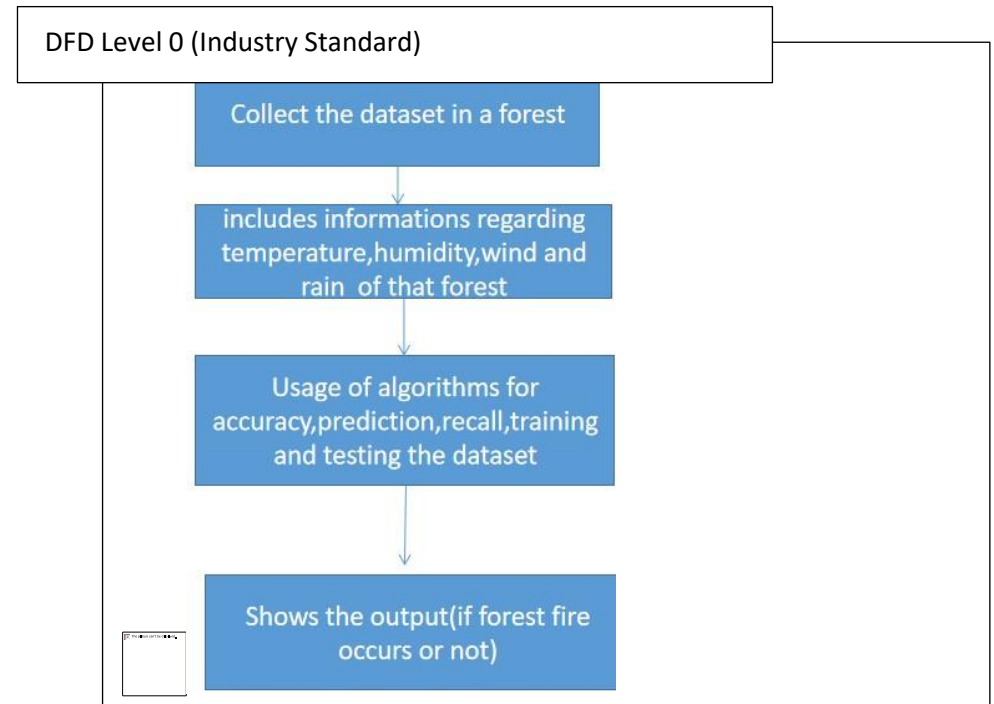 DFD Level 0 (Industry Standard)
Collect the dataset in a forest
includes informations regarding
temperature,humidity,wind and
rain of that forest
Usage of algorithms for
accuracy,prediction,recall,training
and testing the dataset
Shows the output(if forest fire
occurs or not)